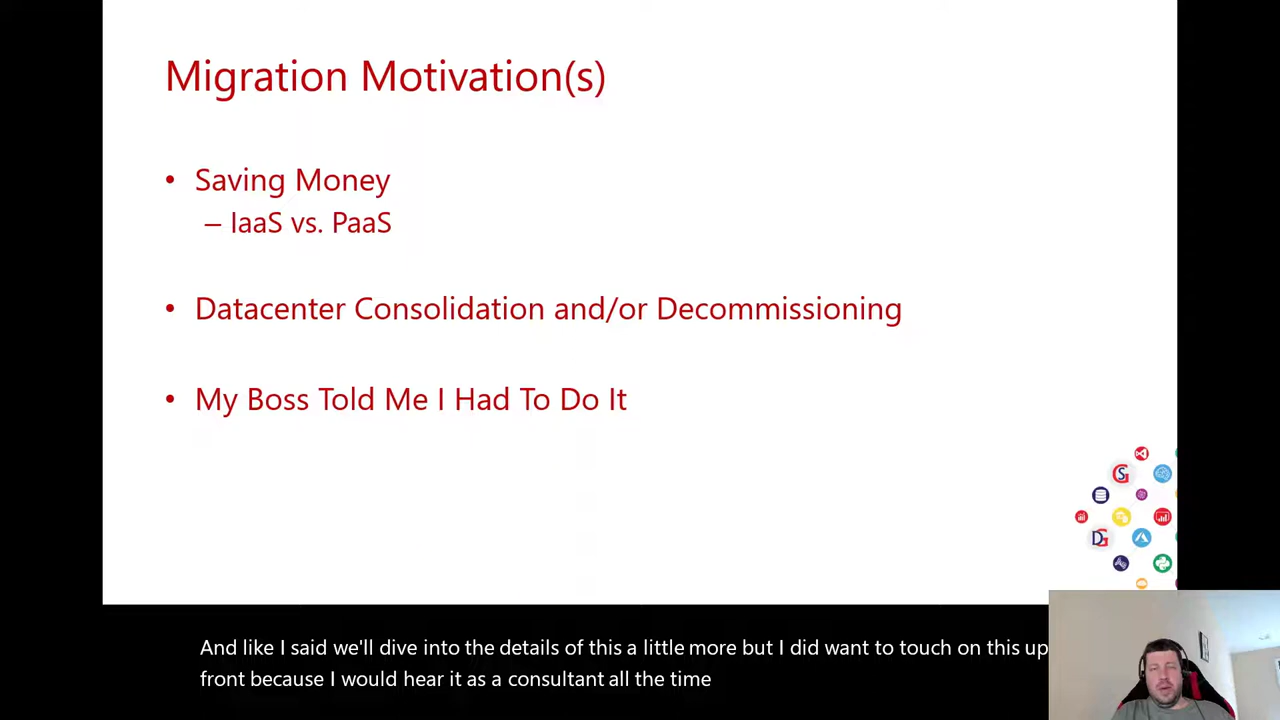 Migration Motivation(s)
• Saving Money
– IaaS vs. PaaS
• Datacenter Consolidation and/or Decommissioning
• My Boss Told Me I Had To Do It
GS
DG
And like I said we'll dive into the details of this a little more but I did want to touch on this up
front because I would hear it as a consultant all the time